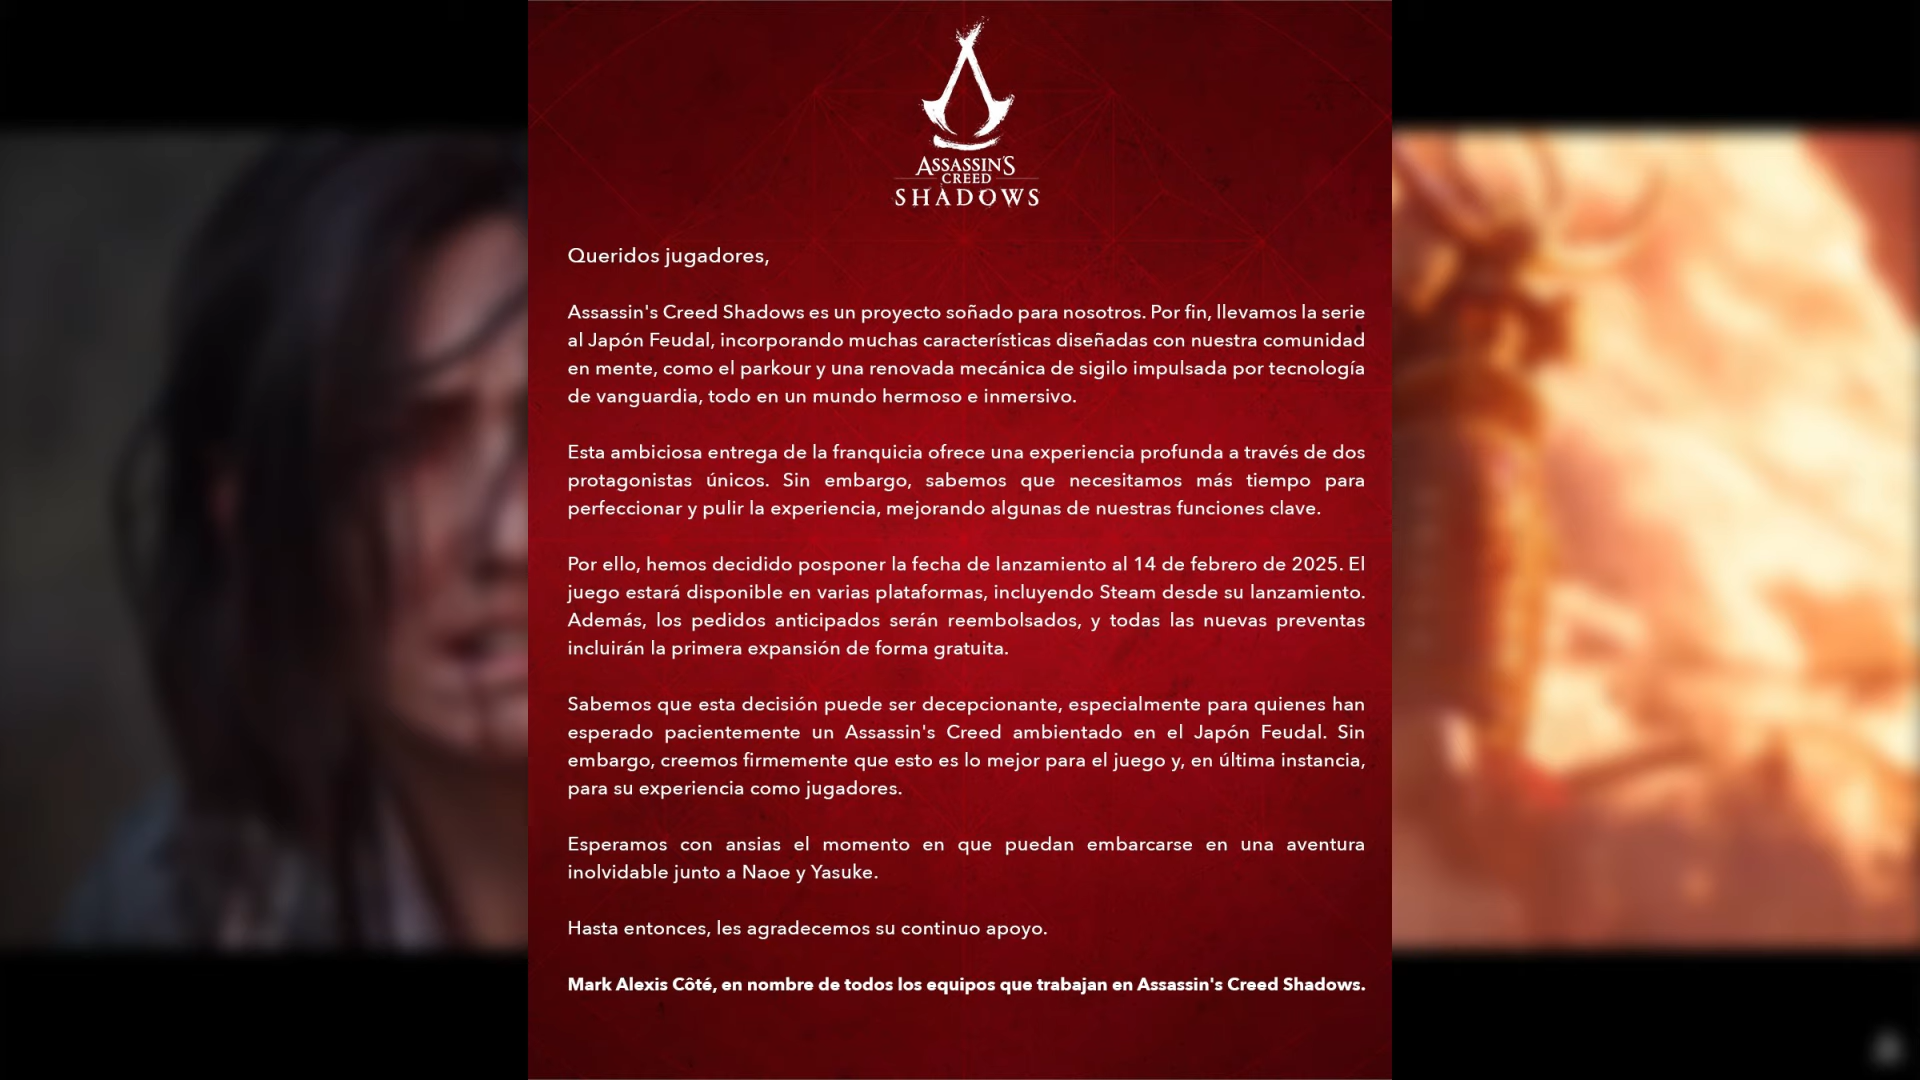 ASSASSIN'S
CREED
SHADOWS
Queridos jugadores,
Assassin's Creed Shadows es un proyecto soñado para nosotros. Por fin, llevamos la serie
al Japón Feudal, incorporando muchas características diseñadas con nuestra comunidad
en mente, como el parkour y una renovada mecánica de sigilo impulsada por tecnología
de vanguardia, todo en un mundo hermoso e inmersivo.
Esta ambiciosa entrega de la franquicia ofrece una experiencia profunda a través de dos
protagonistas únicos. Sin embargo, sabemos que necesitamos más tiempo para
perfeccionar y pulir la experiencia, mejorando algunas de nuestras funciones clave.
Por ello, hemos decidido posponer la fecha de lanzamiento al 14 de febrero de 2025. El
juego estará disponible en varias plataformas, incluyendo Steam desde su lanzamiento.
Además, los pedidos anticipados serán reembolsados, y todas las nuevas preventas
incluirán la primera expansión de forma gratuita.
Sabemos que esta decisión puede ser decepcionante, especialmente para quienes han
esperado pacientemente un Assassin's Creed ambientado en el Japón Feudal. Sin
embargo, creemos firmemente que esto es lo mejor para el juego y, en última instancia,
para su experiencia como jugadores.
Esperamos con ansias el momento en que puedan embarcarse en una aventura
inolvidable junto a Naoe y Yasuke.
Hasta entonces, les agradecemos su continuo apoyo.
Mark Alexis Côté, en nombre de todos los equipos que trabajan en Assassin's Creed Shadows.